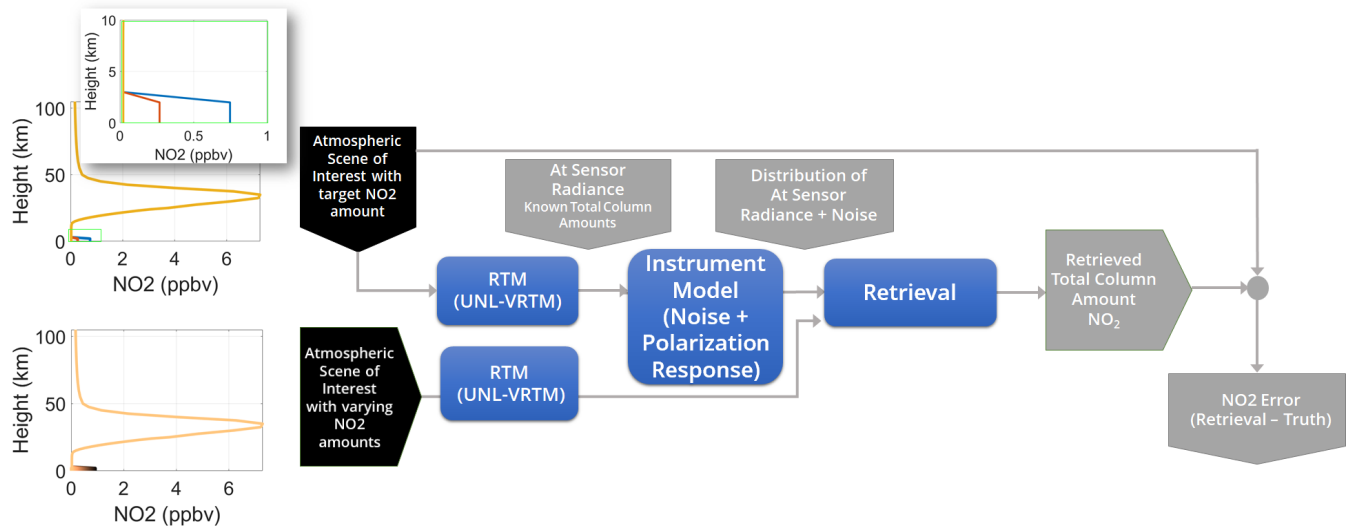 10
5
0
Height (km)
0
0.5
1
NO2 (ppbv)
100
50
0
Height (km)
0
2
4
6
NO2 (ppbv)
100
50
0
Height (km)
0
2
4
6
NO2 (ppbv)
Atmospheric
Scene of
Interest with
target NO2
amount
At Sensor
Radiance
Known Total Column
Amounts
Distribution of
At Sensor
Radiance + Noise
RTM
(UNL-VRTM)
Instrument
Model
(Noise +
Polarization
Response)
Retrieval
Retrieved
Total Column
Amount
NO₂
Atmospheric
Scene of
Interest
with varying
NO2
amounts
RTM
(UNL-VRTM)
NO2 Error
(Retrieval – Truth)